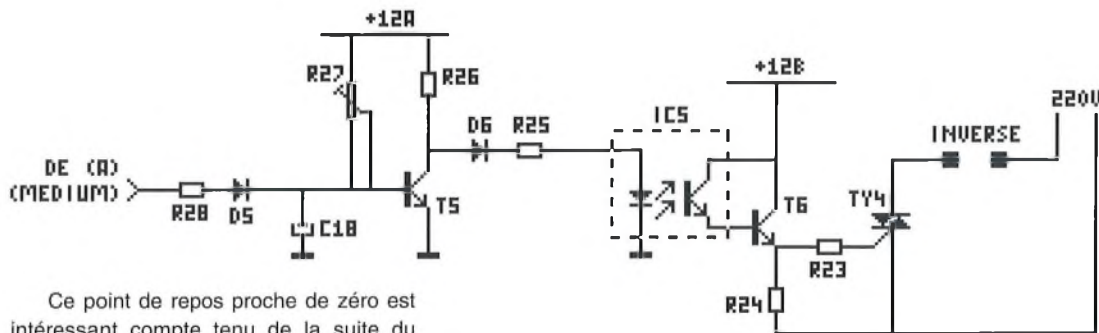 +12A
R27
R26
+12B
220V
D6
R25
IC5
INVERSE
DE (A)
(MEDIUM)
R28
D5
T5
T6
TY4
C18
R23
R24
Ce point de repos proche de zéro est
intéressant compte tenu de la suite du